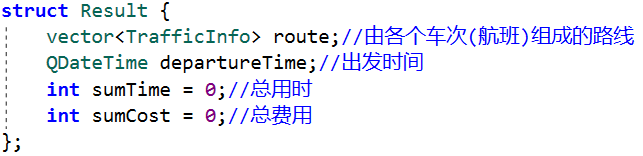 struct Result {
vector<TrafficInfo> route;//由各个车次(航班)组成的路线
QDateTime departureTime;//出发时间
int sumTime = 0;//总用时
int sumCost = 0;//总费用
};